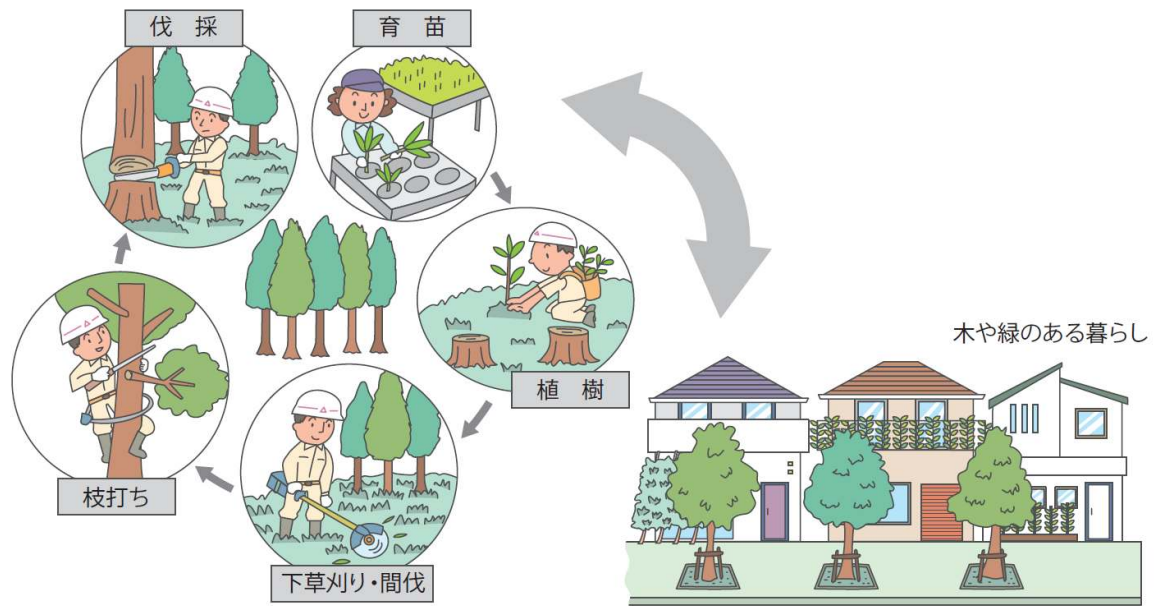 伐採
育苗
植樹
下草刈り・間伐
枝打ち
木や緑のある暮らし